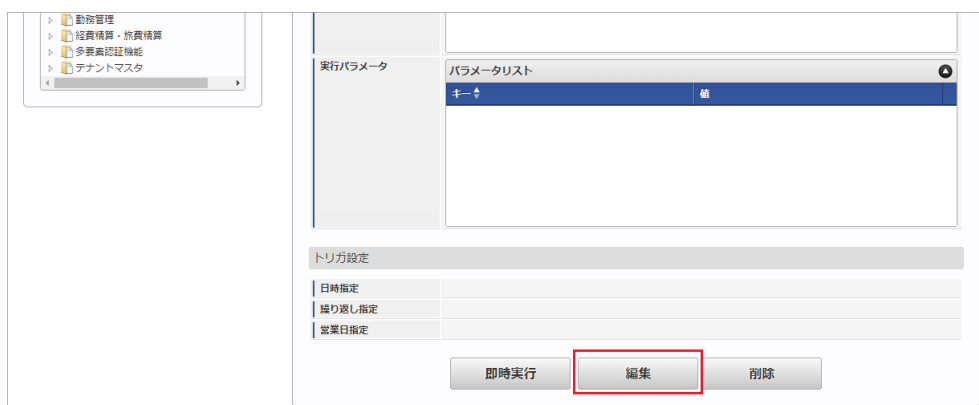 勤務管理
経費精算・旅費精算
多要素認証機能
テナントマスタ
実行パラメータ
パラメータリスト
キー 値
トリガ設定
日時指定
繰り返し指定
営業日指定
即時実行 編集 削除